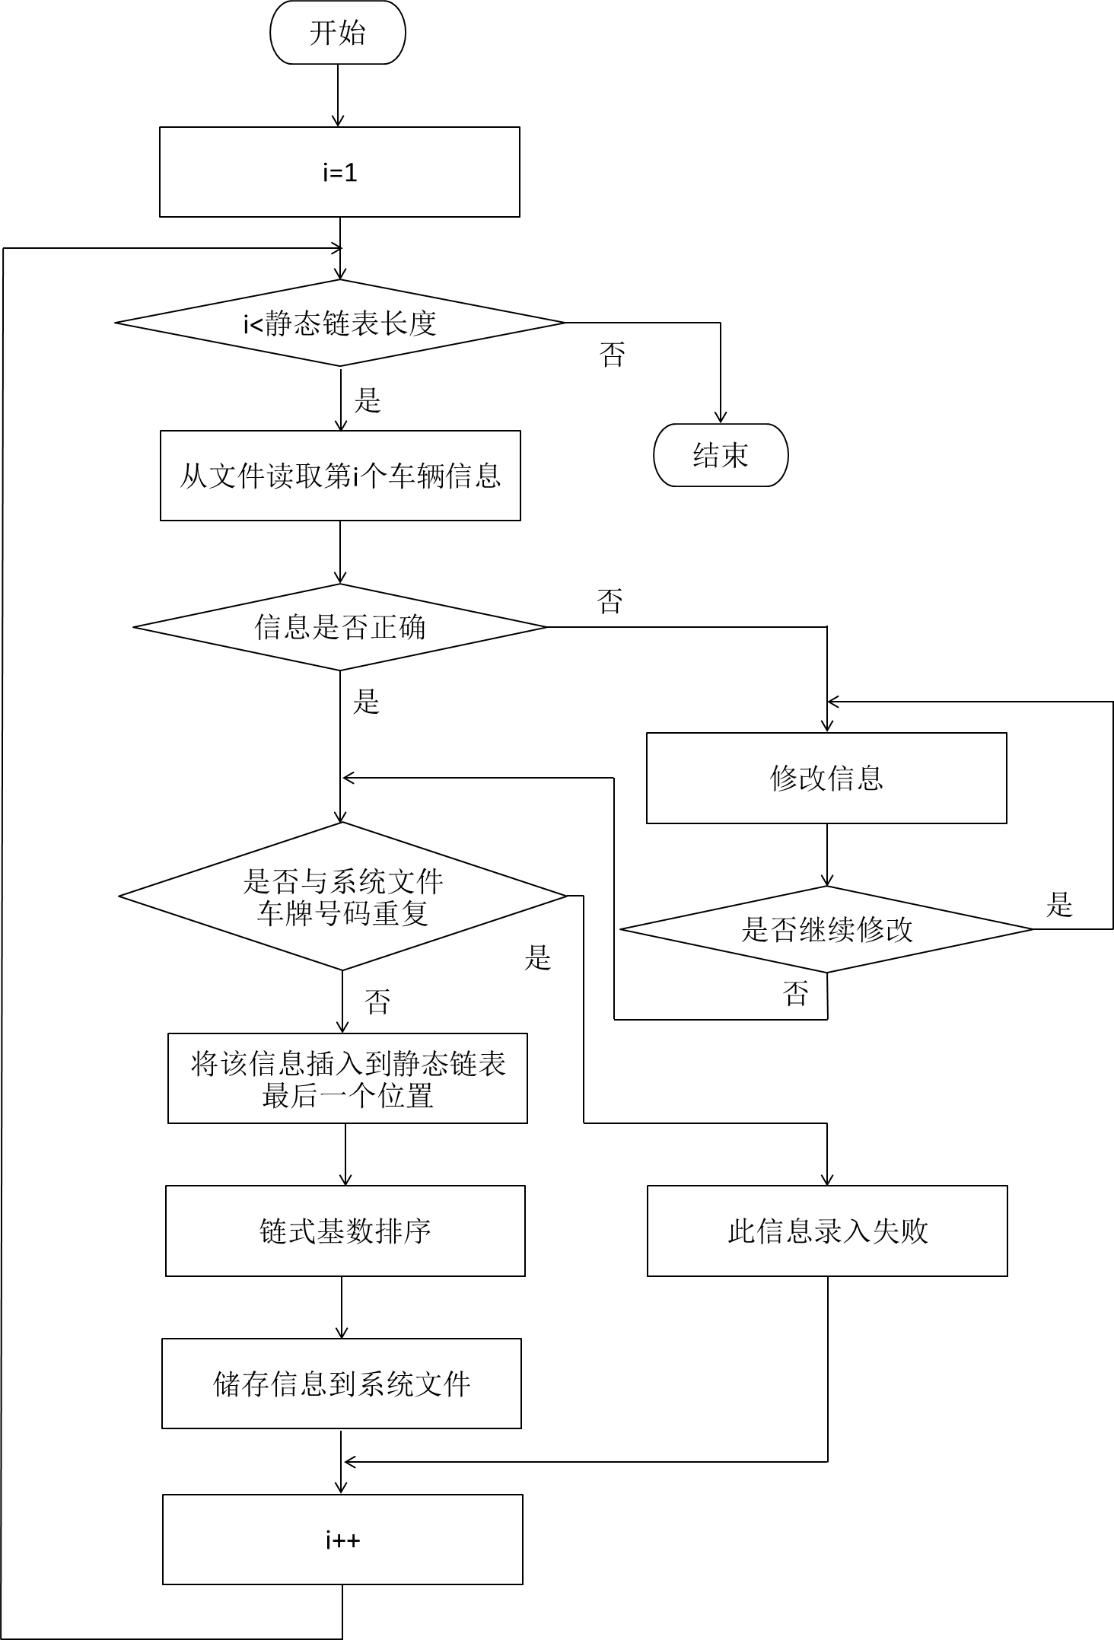 开始
i=1
i<静态链表长度
否
是
结束
从文件读取第i个车辆信息
否
信息是否正确
是
修改信息
是否与系统文件
车牌号码重复
是
是否继续修改
是
否
否
将该信息插入到静态链表
最后一个位置
链式基数排序
此信息录入失败
储存信息到系统文件
i++